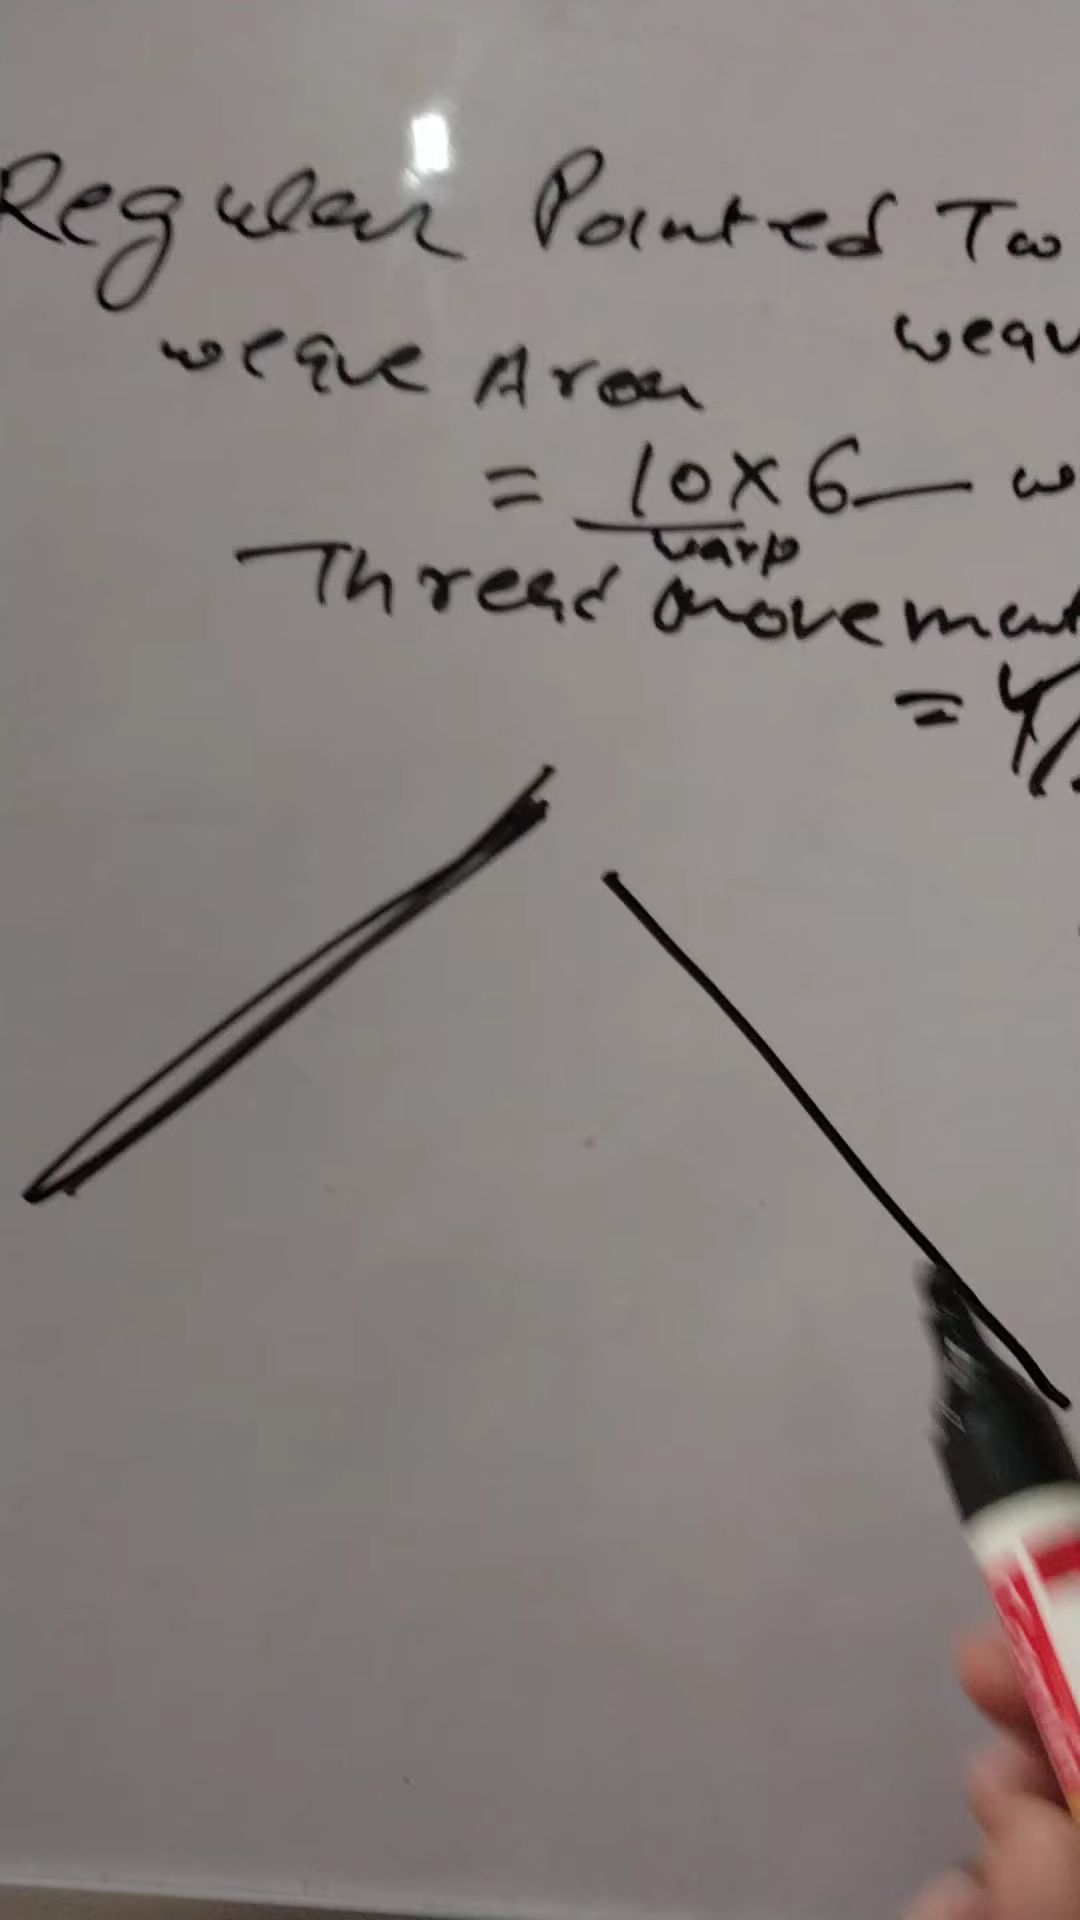 Regular Pointed Tw
weave Area weav
= 10 X 6 — w
warp
Thread movement
= 4/